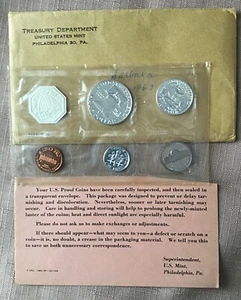 TREASURY DEPARTMENT
UNITED STATES MINT
PHILADELPHIA 30, PA.
Your U.S. Proof Coins have been carefully inspected, and then sealed in
a transparent envelope. This package was designed to prevent or delay tar-
nishing and discoloration. Nevertheless, sooner or later tarnishing may
occur. Care in handling and storing will help to prolong the newly-minted
luster of the coins; heat and direct sunlight are especially harmful.
Please do not ask us to make exchanges or adjustments.
If there should appear—what may seem to you—a defect or scratch on a
coin—it is, no doubt, a crease in the packaging material. We tell you this
to save us both unnecessary correspondence.
Superintendent,
U.S. Mint,
Philadelphia, Pa.